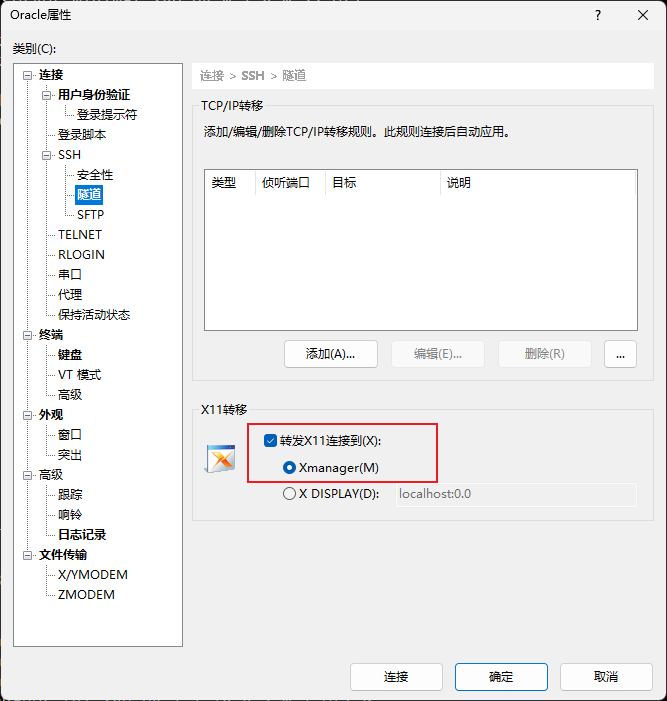 Oracle属性
类别(C):
连接
用户身份验证
登录提示符
登录脚本
SSH
安全性
隧道
SFTP
TELNET
RLOGIN
串口
代理
保持活动状态
终端
键盘
VT 模式
高级
外观
窗口
突出
高级
跟踪
响铃
日志记录
文件传输
X/YMODEM
ZMODEM
连接 > SSH > 隧道
TCP/IP转移
添加/编辑/删除TCP/IP转移规则。此规则连接后自动应用。
类型 侦听端口 目标 说明
添加(A)... 编辑(E)... 删除(R) ...
X11转移
转发X11连接到(X):
Xmanager(M)
X DISPLAY(D): localhost:0.0
连接 确定 取消